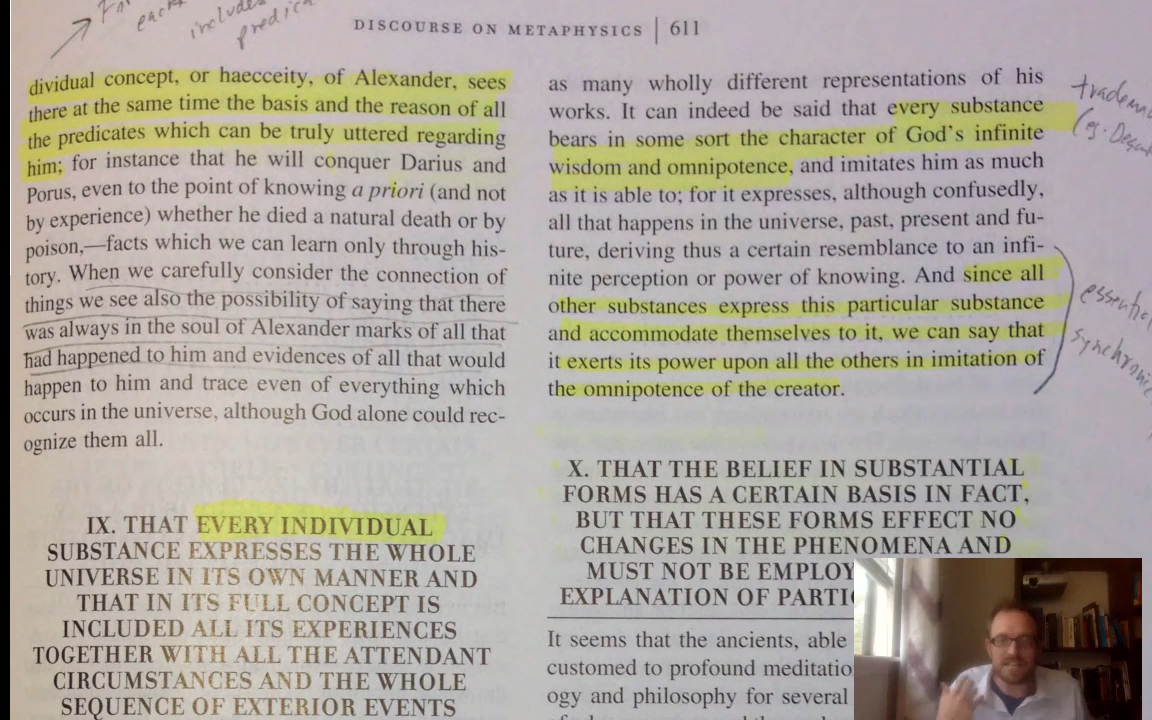 each
includes
predica
DISCOURSE ON METAPHYSICS | 611
dividual concept, or haecceity, of Alexander, sees
there at the same time the basis and the reason of all
the predicates which can be truly uttered regarding
him; for instance that he will conquer Darius and
Porus, even to the point of knowing a priori (and not
by experience) whether he died a natural death or by
poison,—facts which we can learn only through his-
tory. When we carefully consider the connection of
things we see also the possibility of saying that there
was always in the soul of Alexander marks of all that
had happened to him and evidences of all that would
happen to him and trace even of everything which
occurs in the universe, although God alone could rec-
ognize them all.
IX. THAT EVERY INDIVIDUAL
SUBSTANCE EXPRESSES THE WHOLE
UNIVERSE IN ITS OWN MANNER AND
THAT IN ITS FULL CONCEPT IS
INCLUDED ALL ITS EXPERIENCES
TOGETHER WITH ALL THE ATTENDANT
CIRCUMSTANCES AND THE WHOLE
SEQUENCE OF EXTERIOR EVENTS
as many wholly different representations of his
works. It can indeed be said that every substance
bears in some sort the character of God's infinite
wisdom and omnipotence, and imitates him as much
as it is able to; for it expresses, although confusedly,
all that happens in the universe, past, present and fu-
ture, deriving thus a certain resemblance to an infi-
nite perception or power of knowing. And since all
other substances express this particular substance
and accommodate themselves to it, we can say that
it exerts its power upon all the others in imitation of
the omnipotence of the creator.
X. THAT THE BELIEF IN SUBSTANTIAL
FORMS HAS A CERTAIN BASIS IN FACT,
BUT THAT THESE FORMS EFFECT NO
CHANGES IN THE PHENOMENA AND
MUST NOT BE EMPLOY
EXPLANATION OF PARTI
It seems that the ancients, able
customed to profound meditatio
ogy and philosophy for several
tradema
(eg. Descar
essential
synchronic